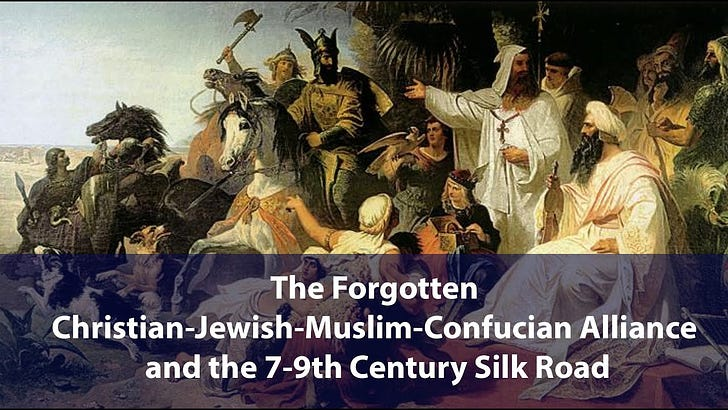 The Forgotten
Christian-Jewish-Muslim-Confucian Alliance
and the 7-9th Century Silk Road